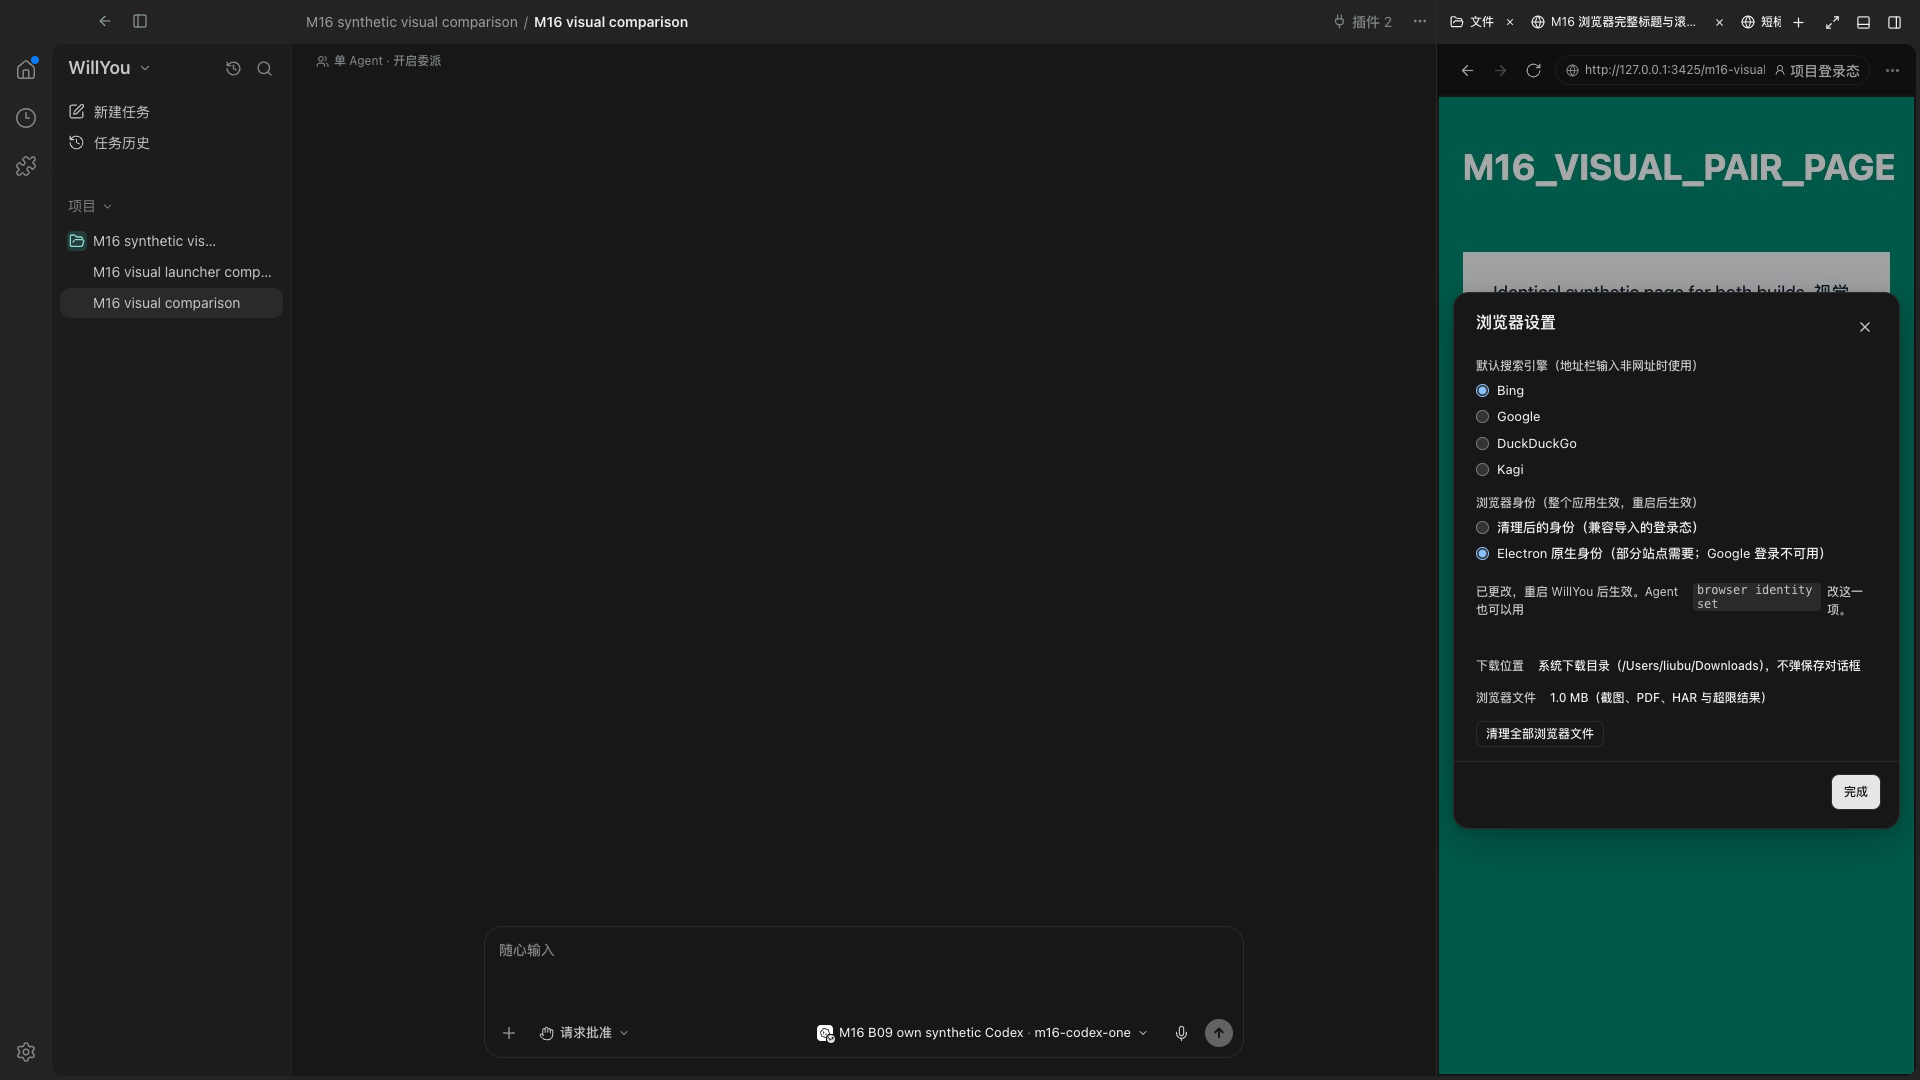 M16 synthetic visual comparison / M16 visual comparison
插件 2
文件
M16 浏览器完整标题与滚...
短标
WillYou
新建任务
任务历史
项目
M16 synthetic vis...
M16 visual launcher comp...
M16 visual comparison
单 Agent · 开启委派
随心输入
请求批准
M16 B09 own synthetic Codex · m16-codex-one
http://127.0.0.1:3425/m16-visual
项目登录态
M16_VISUAL_PAIR_PAGE
Identical synthetic page for both builds. 视觉
浏览器设置
默认搜索引擎（地址栏输入非网址时使用）
Bing
Google
DuckDuckGo
Kagi
浏览器身份（整个应用生效，重启后生效）
清理后的身份（兼容导入的登录态）
Electron 原生身份（部分站点需要；Google 登录不可用）
已更改，重启 WillYou 后生效。Agent
也可以用
browser identity
set
改这一
项。
下载位置 系统下载目录（/Users/liubu/Downloads），不弹保存对话框
浏览器文件 1.0 MB（截图、PDF、HAR 与超限结果）
清理全部浏览器文件
完成